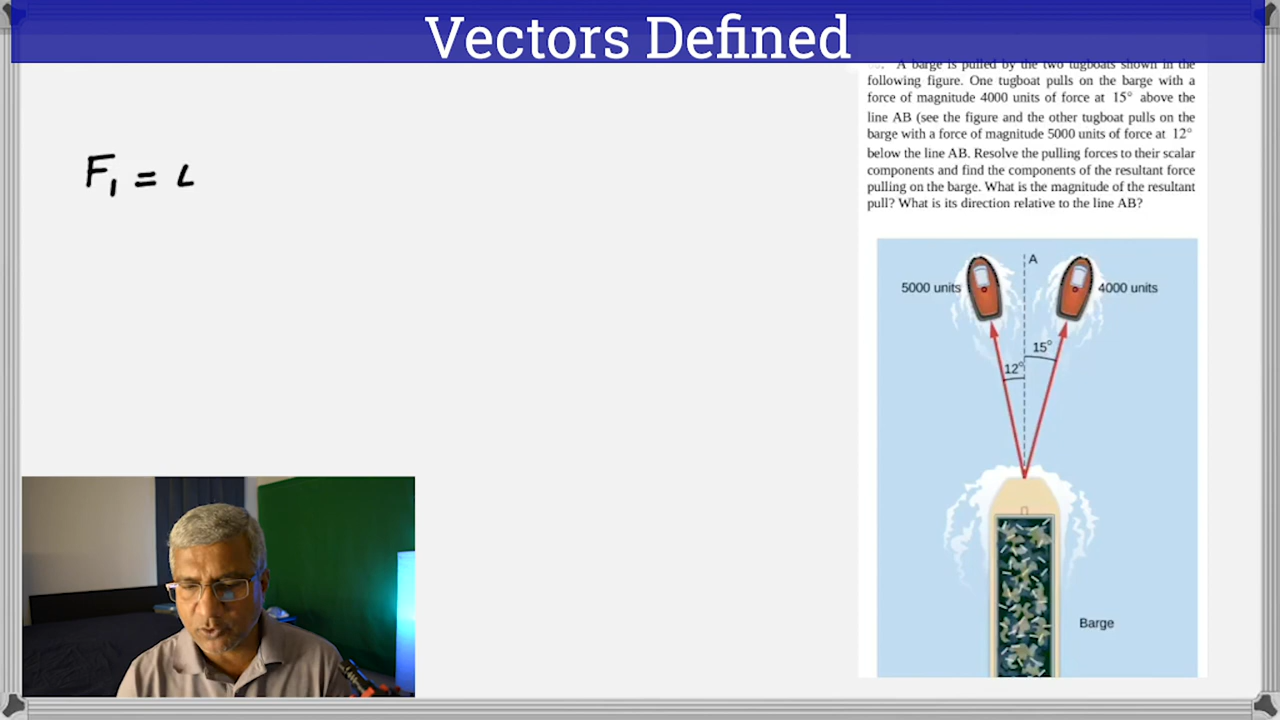 Vectors Defined
A barge is pulled by the two tugboats shown in the
following figure. One tugboat pulls on the barge with a
force of magnitude 4000 units of force at 15° above the
line AB (see the figure and the other tugboat pulls on the
barge with a force of magnitude 5000 units of force at 12°
below the line AB. Resolve the pulling forces to their scalar
components and find the components of the resultant force
pulling on the barge. What is the magnitude of the resultant
pull? What is its direction relative to the line AB?
F₁ =
A
5000 units
4000 units
15°
12°
Barge